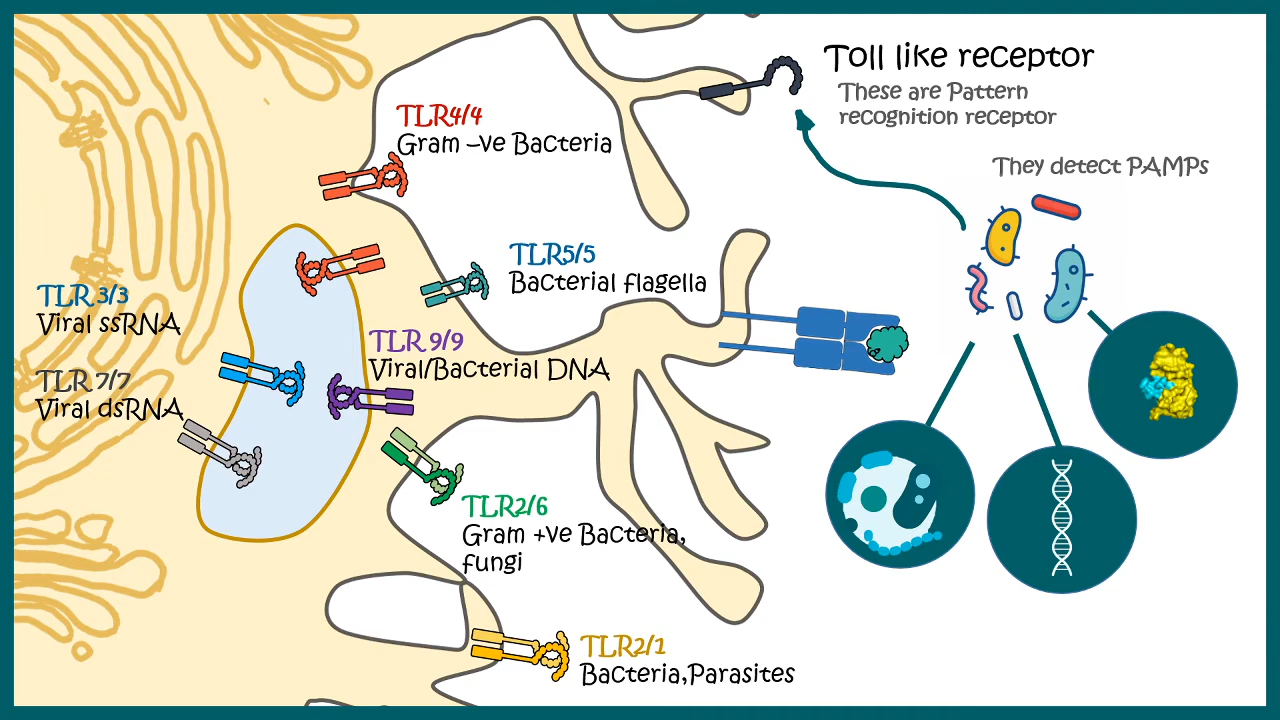 Toll like receptor
These are Pattern
recognition receptor
They detect PAMPs
TLR4/4
Gram –ve Bacteria
TLR5/5
Bacterial flagella
TLR 3/3
Viral ssRNA
TLR 9/9
Viral/Bacterial DNA
TLR 7/7
Viral dsRNA
TLR2/6
Gram +ve Bacteria,
fungi
TLR2/1
Bacteria,Parasites